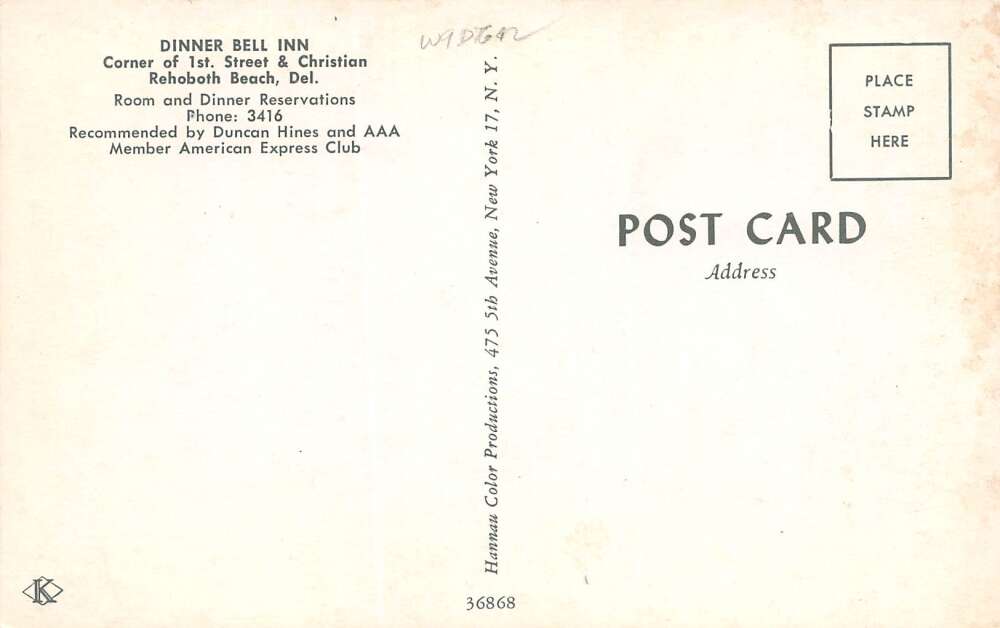 DINNER BELL INN
Corner of 1st. Street & Christian
Rehoboth Beach, Del.
Room and Dinner Reservations
Phone: 3416
Recommended by Duncan Hines and AAA
Member American Express Club
K
Hannau Color Productions, 475 5th Avenue, New York 17, N. Y.
36868
PLACE
STAMP
HERE
POST CARD
Address